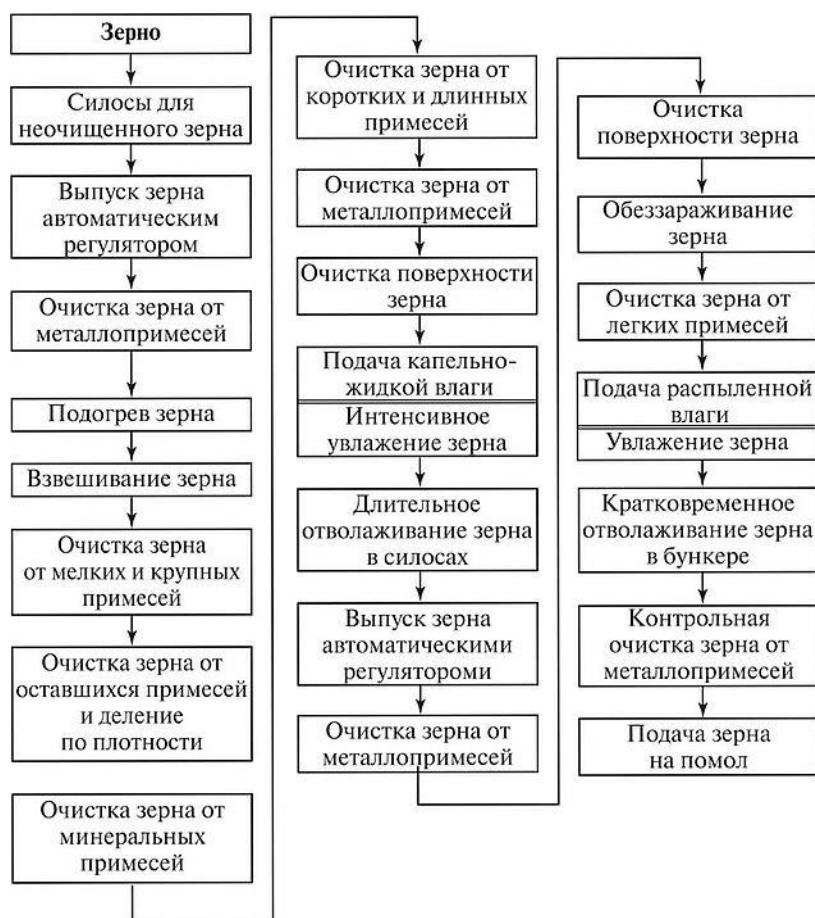 Зерно
Силосы для
неочищенного зерна
Выпуск зерна
автоматическим
регулятором
Очистка зерна от
металлопримесей
Подогрев зерна
Взвешивание зерна
Очистка зерна
от мелких и крупных
примесей
Очистка зерна от
оставшихся примесей
и деление
по плотности
Очистка зерна от
минеральных
примесей
Очистка зерна от
коротких и длинных
примесей
Очистка зерна от
металлопримесей
Очистка поверхности
зерна
Подача капельно-
жидкой влаги
Интенсивное
увлажение зерна
Длительное
отволаживание зерна
в силосах
Выпуск зерна
автоматическими
регулятороми
Очистка зерна от
металлопримесей
Очистка
поверхности зерна
Обеззараживание
зерна
Очистка зерна от
легких примесей
Подача распыленной
влаги
Увлажение зерна
Кратковременное
отволаживание зерна
в бункере
Контрольная
очистка зерна от
металлопримесей
Подача зерна
на помол